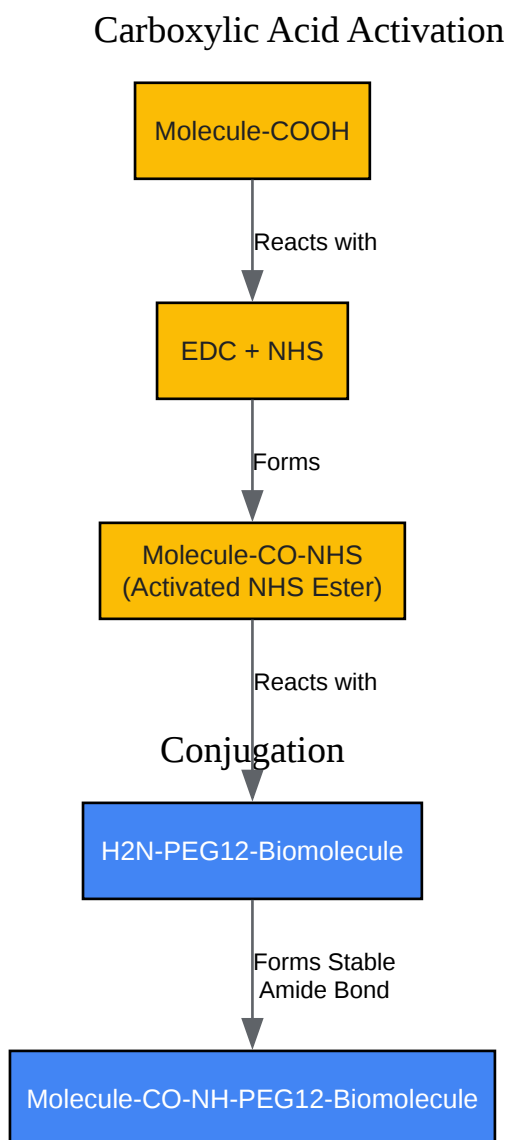 Carboxylic Acid Activation
Molecule-COOH
Reacts with
EDC + NHS
Forms
Molecule-CO-NHS
(Activated NHS Ester)
Reacts with
Conjugation
H2N-PEG12-Biomolecule
Forms Stable
Amide Bond
Molecule-CO-NH-PEG12-Biomolecule